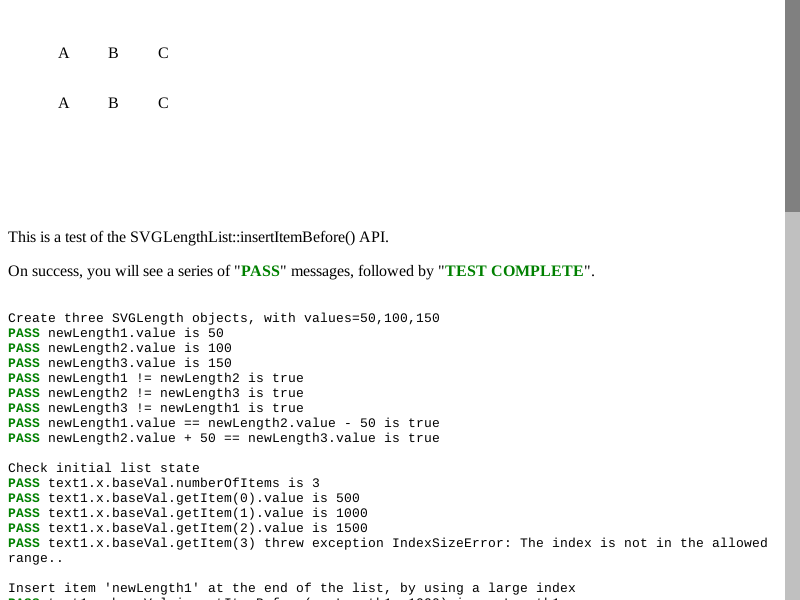 A B C
A B C
This is a test of the SVGLengthList::insertItemBefore() API.
On success, you will see a series of "PASS" messages, followed by "TEST COMPLETE".
Create three SVGLength objects, with values=50,100,150
PASS newLength1.value is 50
PASS newLength2.value is 100
PASS newLength3.value is 150
PASS newLength1 != newLength2 is true
PASS newLength2 != newLength3 is true
PASS newLength3 != newLength1 is true
PASS newLength1.value == newLength2.value - 50 is true
PASS newLength2.value + 50 == newLength3.value is true
Check initial list state
PASS text1.x.baseVal.numberOfItems is 3
PASS text1.x.baseVal.getItem(0).value is 500
PASS text1.x.baseVal.getItem(1).value is 1000
PASS text1.x.baseVal.getItem(2).value is 1500
PASS text1.x.baseVal.getItem(3) threw exception IndexSizeError: The index is not in the allowed
range..
Insert item 'newLength1' at the end of the list, by using a large index